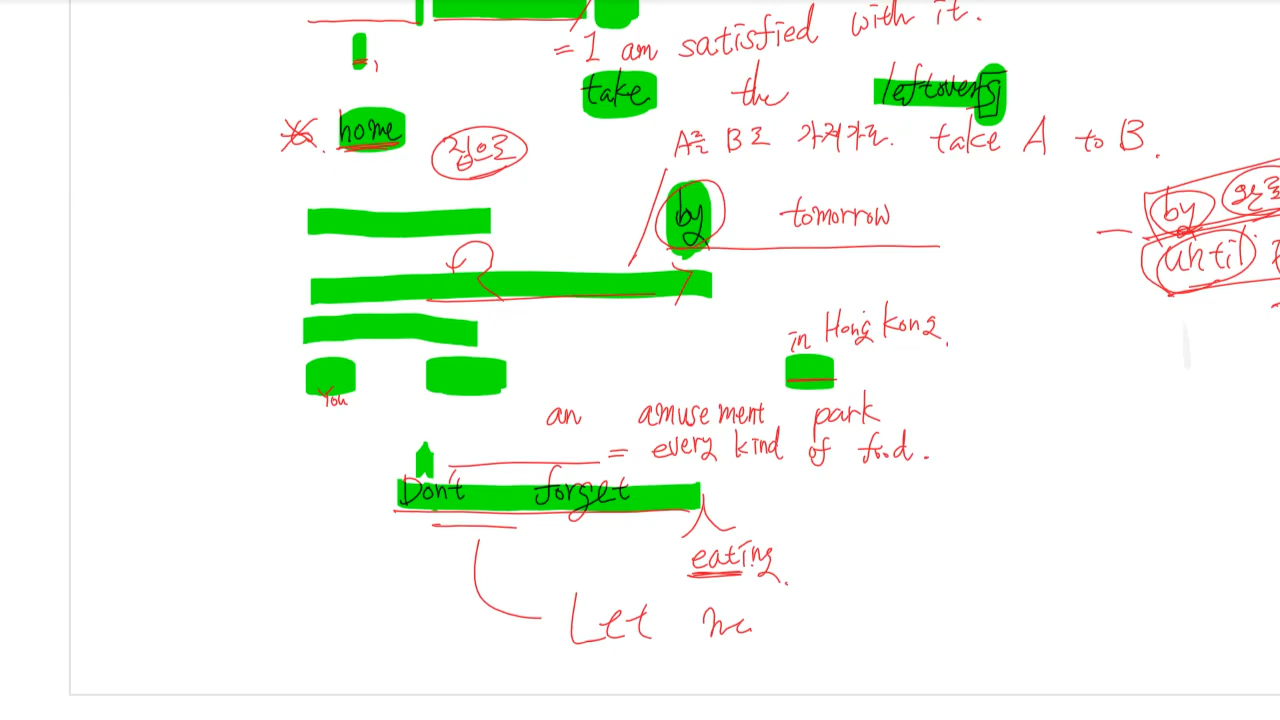 = I am satisfied with it.
take the leftovers
to. home 집으로
A를 B로 가져가다. take A to B.
by tomorrow
by
until
in Hong Kong.
You
an amusement park
= every kind of food.
Don't forget
eating.
Let me